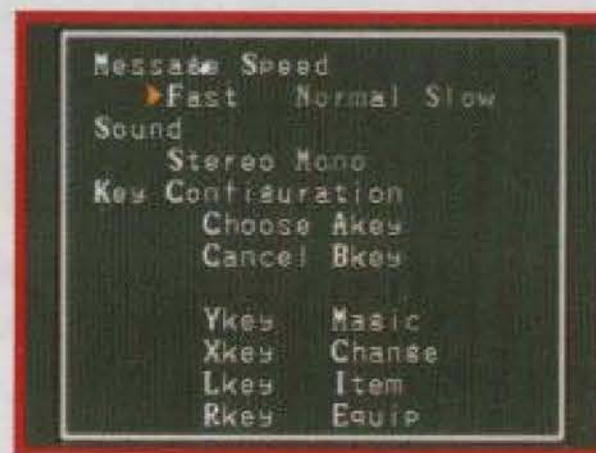 Message Speed
Fast Normal Slow
Sound
Stereo Mono
Key Configuration
Choose Akey
Cancel Bkey
Ykey Magic
Xkey Change
Lkey Item
Rkey Equip